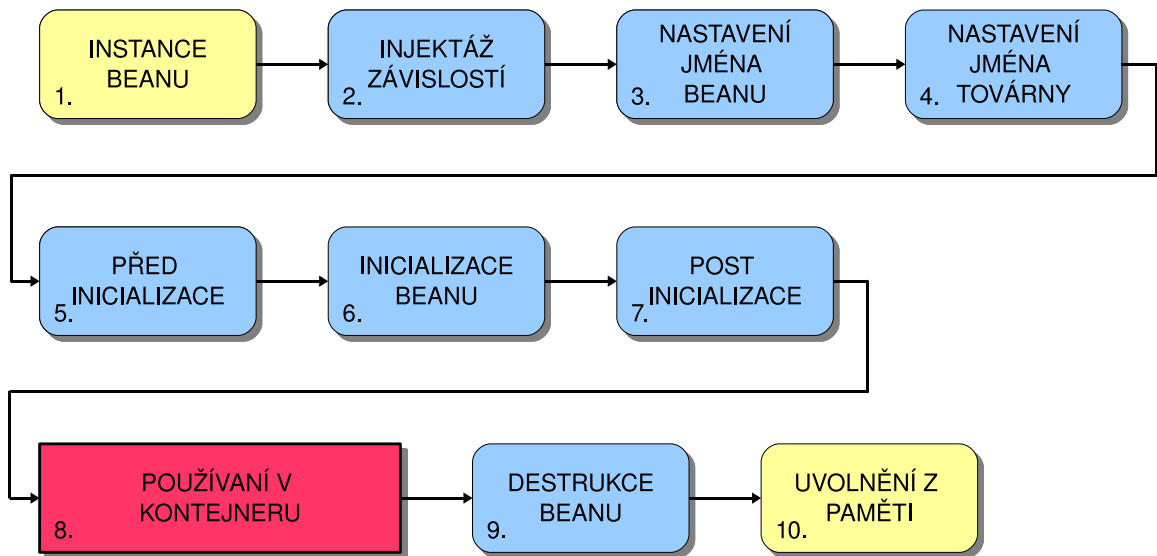 INSTANCE
BEANU
1.
INJEKTÁŽ
ZÁVISLOSTÍ
2.
NASTAVENÍ
JMÉNA
BEANU
3.
NASTAVENÍ
JMÉNA
TOVÁRNY
4.
PŘED
INICIALIZACE
5.
INICIALIZACE
BEANU
6.
POST
INICIALIZACE
7.
POUŽÍVANÍ V
KONTEJNERU
8.
DESTRUKCE
BEANU
9.
UVOLNĚNÍ Z
PAMĚTI
10.